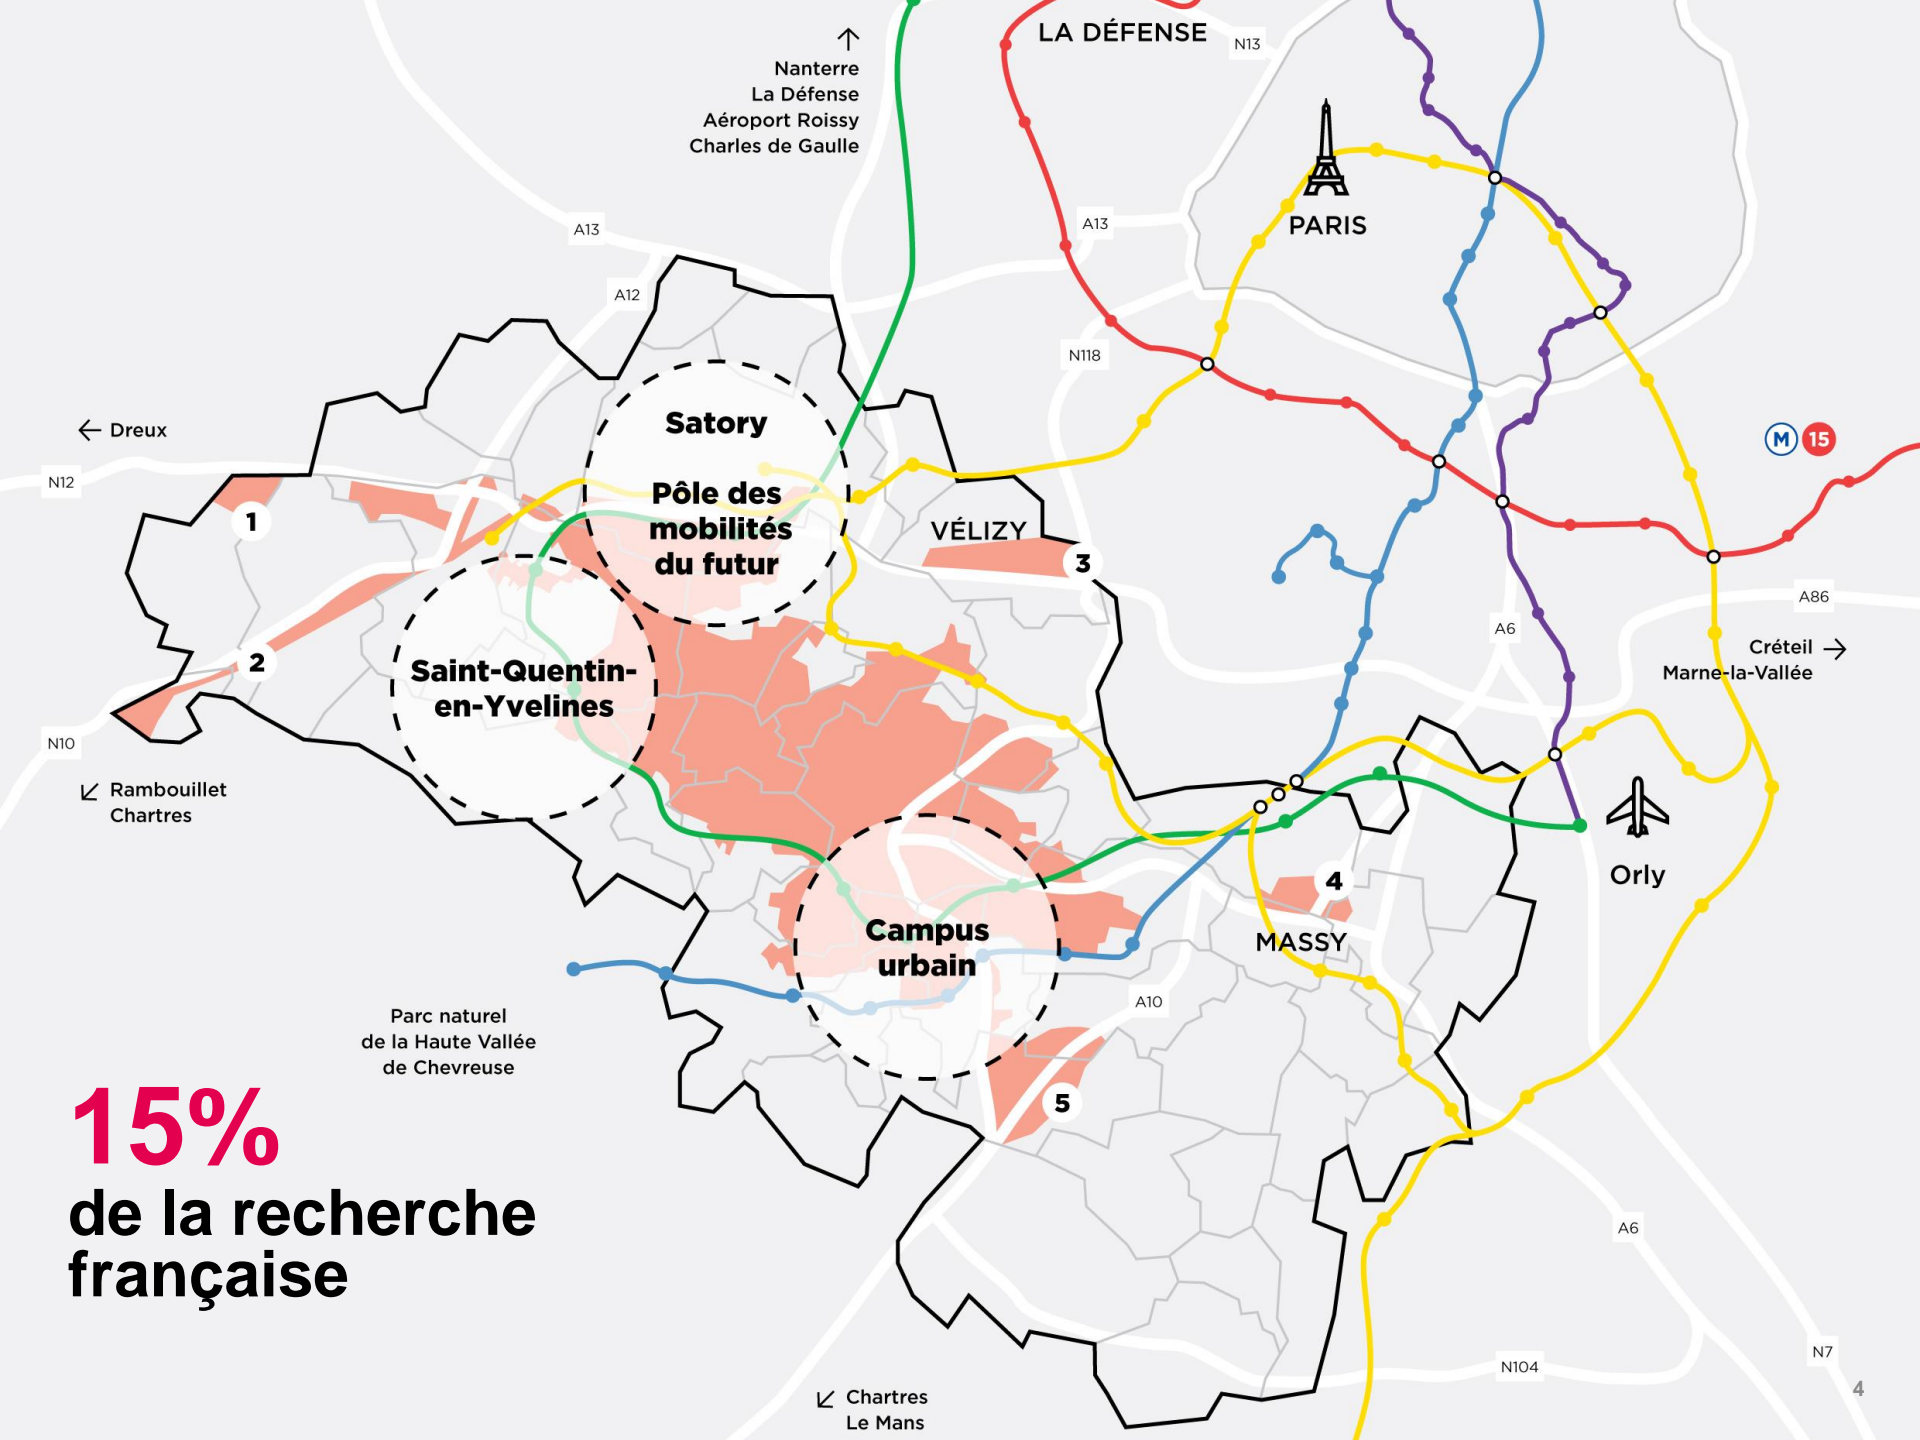 LA DÉFENSE
N13
Nanterre
La Défense
Aéroport Roissy
Charles de Gaulle
PARIS
A13
A13
A12
N118
Dreux
N12
M 15
Satory
Pôle des
mobilités
du futur
VÉLIZY
1
2
3
A86
A6
Créteil
Marne-la-Vallée
Saint-Quentin-
en-Yvelines
N10
Rambouillet
Chartres
Orly
4
MASSY
Campus
urbain
A10
Parc naturel
de la Haute Vallée
de Chevreuse
5
15%
de la recherche
française
A6
N7
N104
4
Chartres
Le Mans